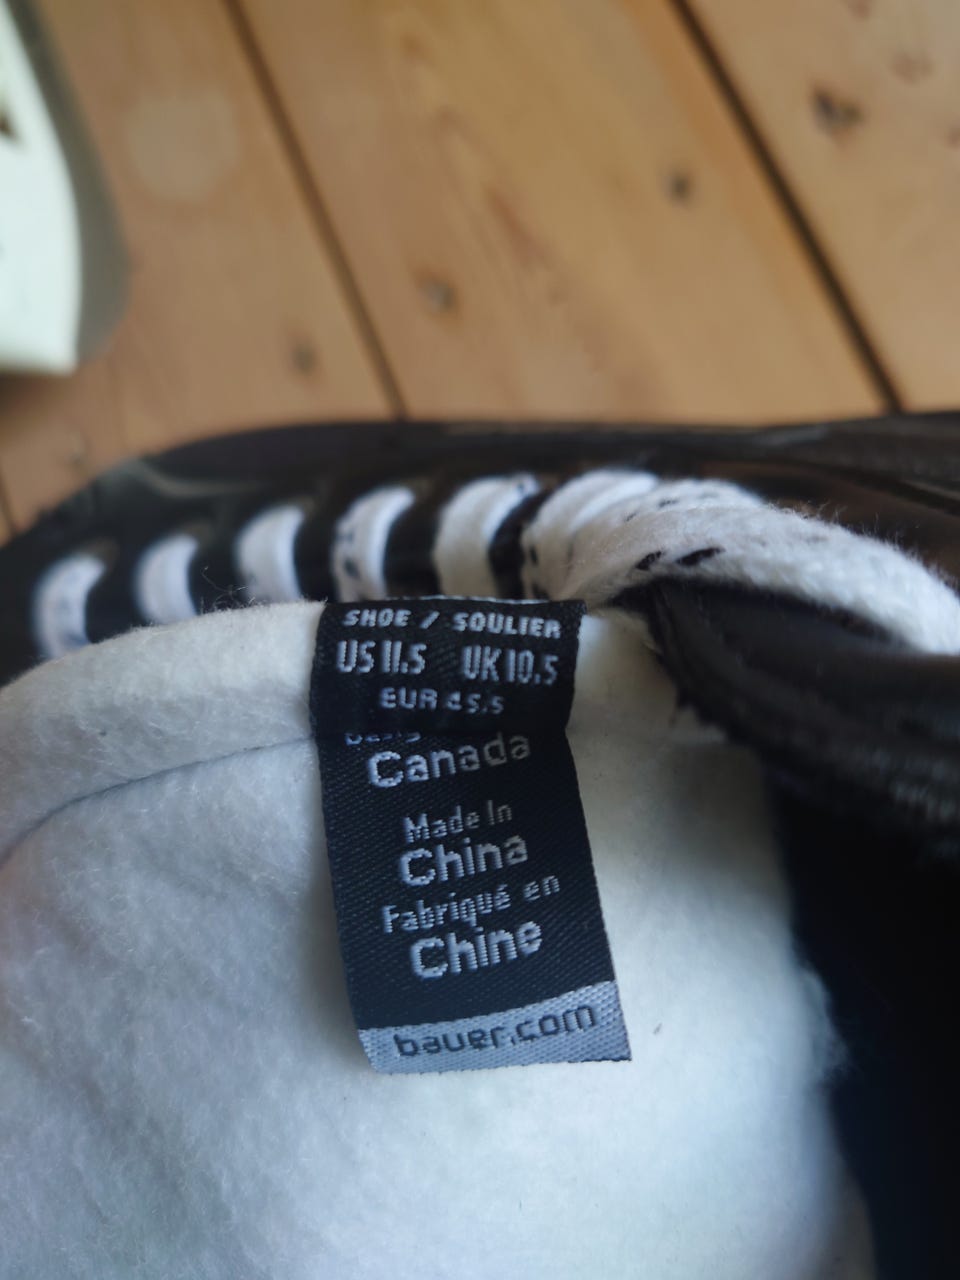 SHOE / SOULIER
US 11.5 UK 10.5
EUR 45.5
Canada
Made In
China
Fabriqué en
Chine
bauer.com